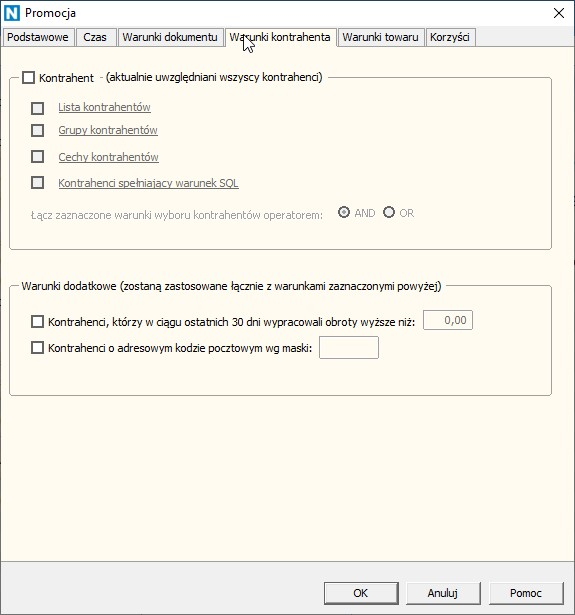 N Promocja
Podstawowe Czas Warunki dokumentu Warunki kontrahenta Warunki towaru Korzyści
Kontrahent - (aktualnie uwzględniani wszyscy kontrahenci)
Lista kontrahentów
Grupy kontrahentów
Cechy kontrahentów
Kontrahenci spełniający warunek SQL
Łącz zaznaczone warunki wyboru kontrahentów operatorem: AND OR
Warunki dodatkowe (zostaną zastosowane łącznie z warunkami zaznaczonymi powyżej)
Kontrahenci, którzy w ciągu ostatnich 30 dni wypracowali obroty wyższe niż: 0,00
Kontrahenci o adresowym kodzie pocztowym wg maski:
OK Anuluj Pomoc